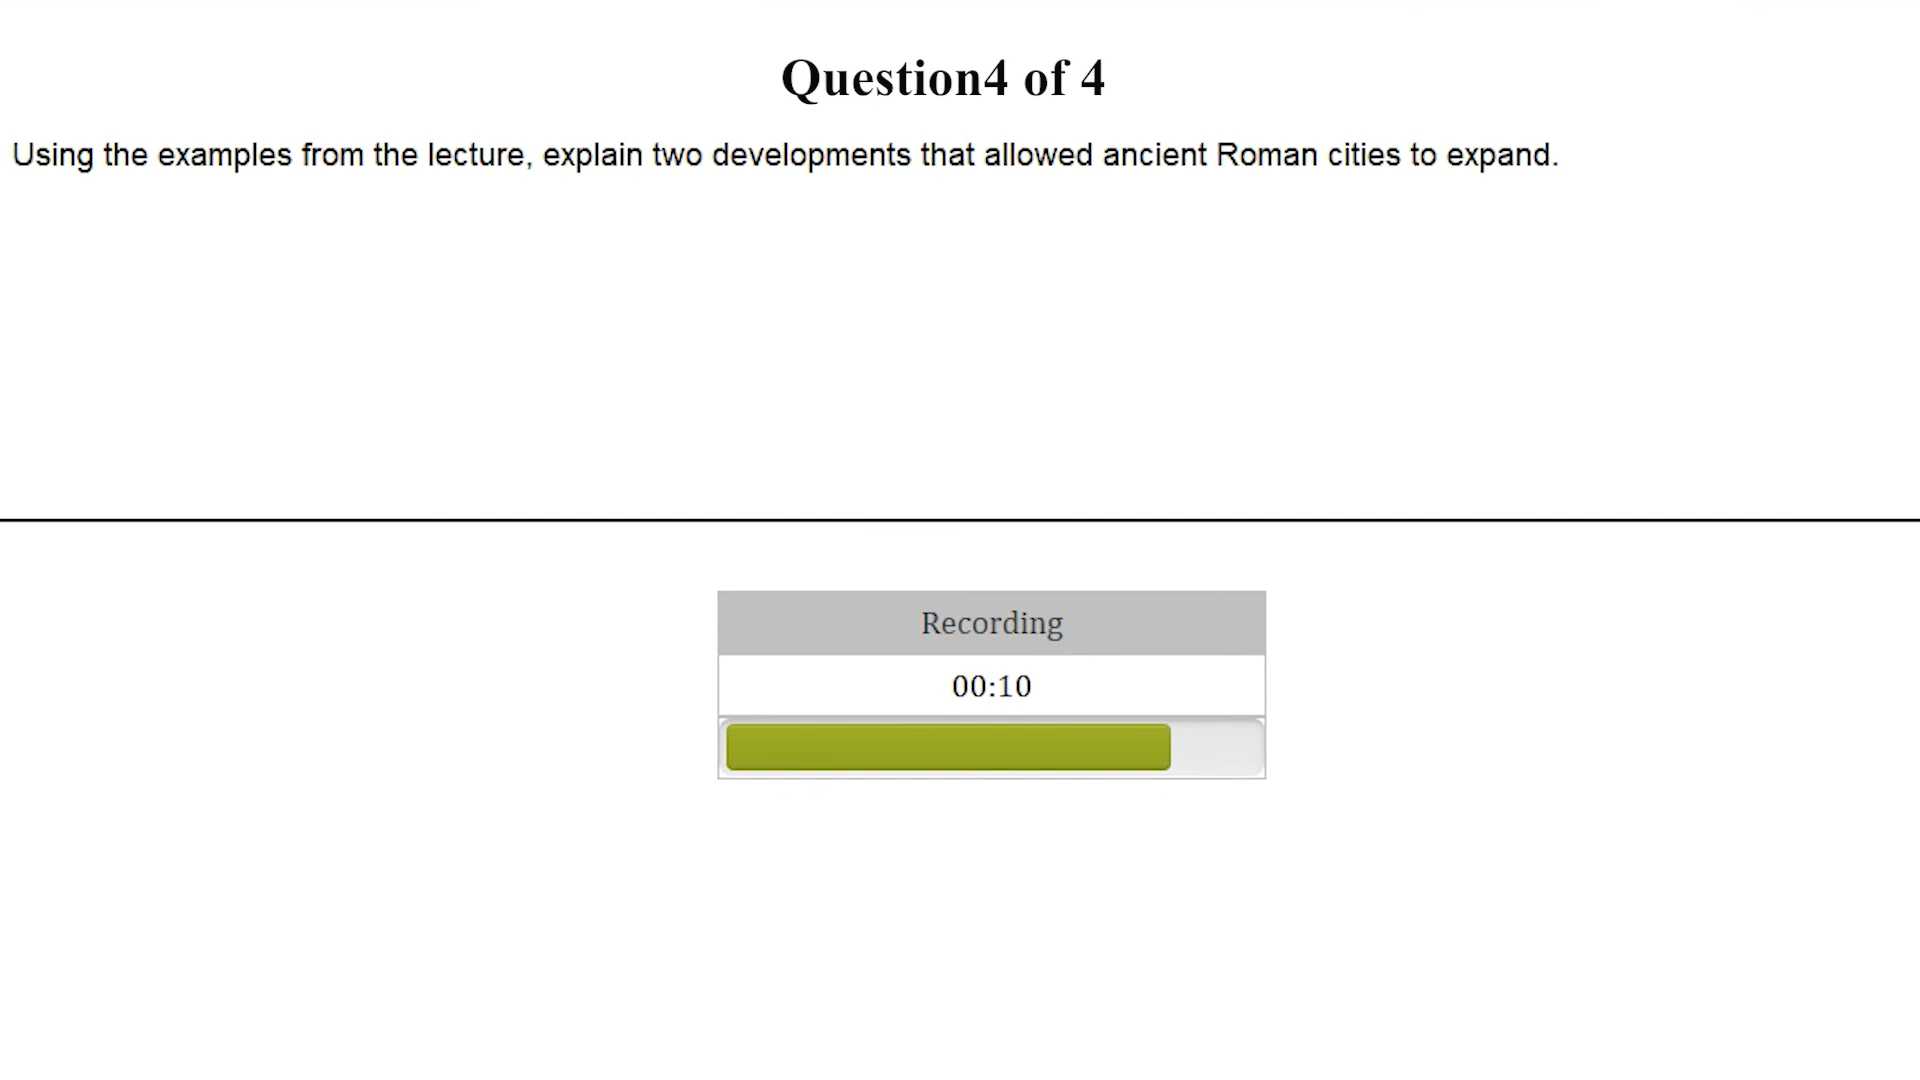 Question4 of 4
Using the examples from the lecture, explain two developments that allowed ancient Roman cities to expand.
Recording
00:10